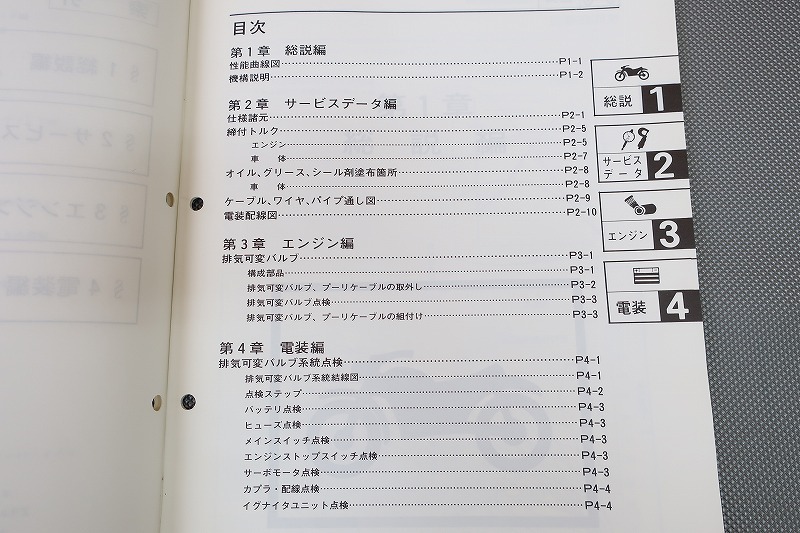 目次
第1章　総説編
性能曲線図……P1-1
機構説明……P1-2
第2章　サービスデータ編
仕様諸元……P2-1
締付トルク……P2-5
エンジン……P2-5
車　体……P2-7
オイル、グリース、シール剤塗布箇所……P2-8
車　体……P2-8
ケーブル、ワイヤ、パイプ通し図……P2-9
電装配線図……P2-10
第3章　エンジン編
排気可変バルブ……P3-1
構成部品……P3-1
排気可変バルブ、プーリケーブルの取外し……P3-2
排気可変バルブ点検……P3-3
排気可変バルブ、プーリケーブルの組付け……P3-3
第4章　電装編
排気可変バルブ系統点検……P4-1
排気可変バルブ系統結線図……P4-1
点検ステップ……P4-2
バッテリ点検……P4-3
ヒューズ点検……P4-3
メインスイッチ点検……P4-3
エンジンストップスイッチ点検……P4-3
サーボモータ点検……P4-3
カプラ・配線点検……P4-4
イグナイタユニット点検……P4-4
総説 1
サービス
データ 2
エンジン 3
電装 4